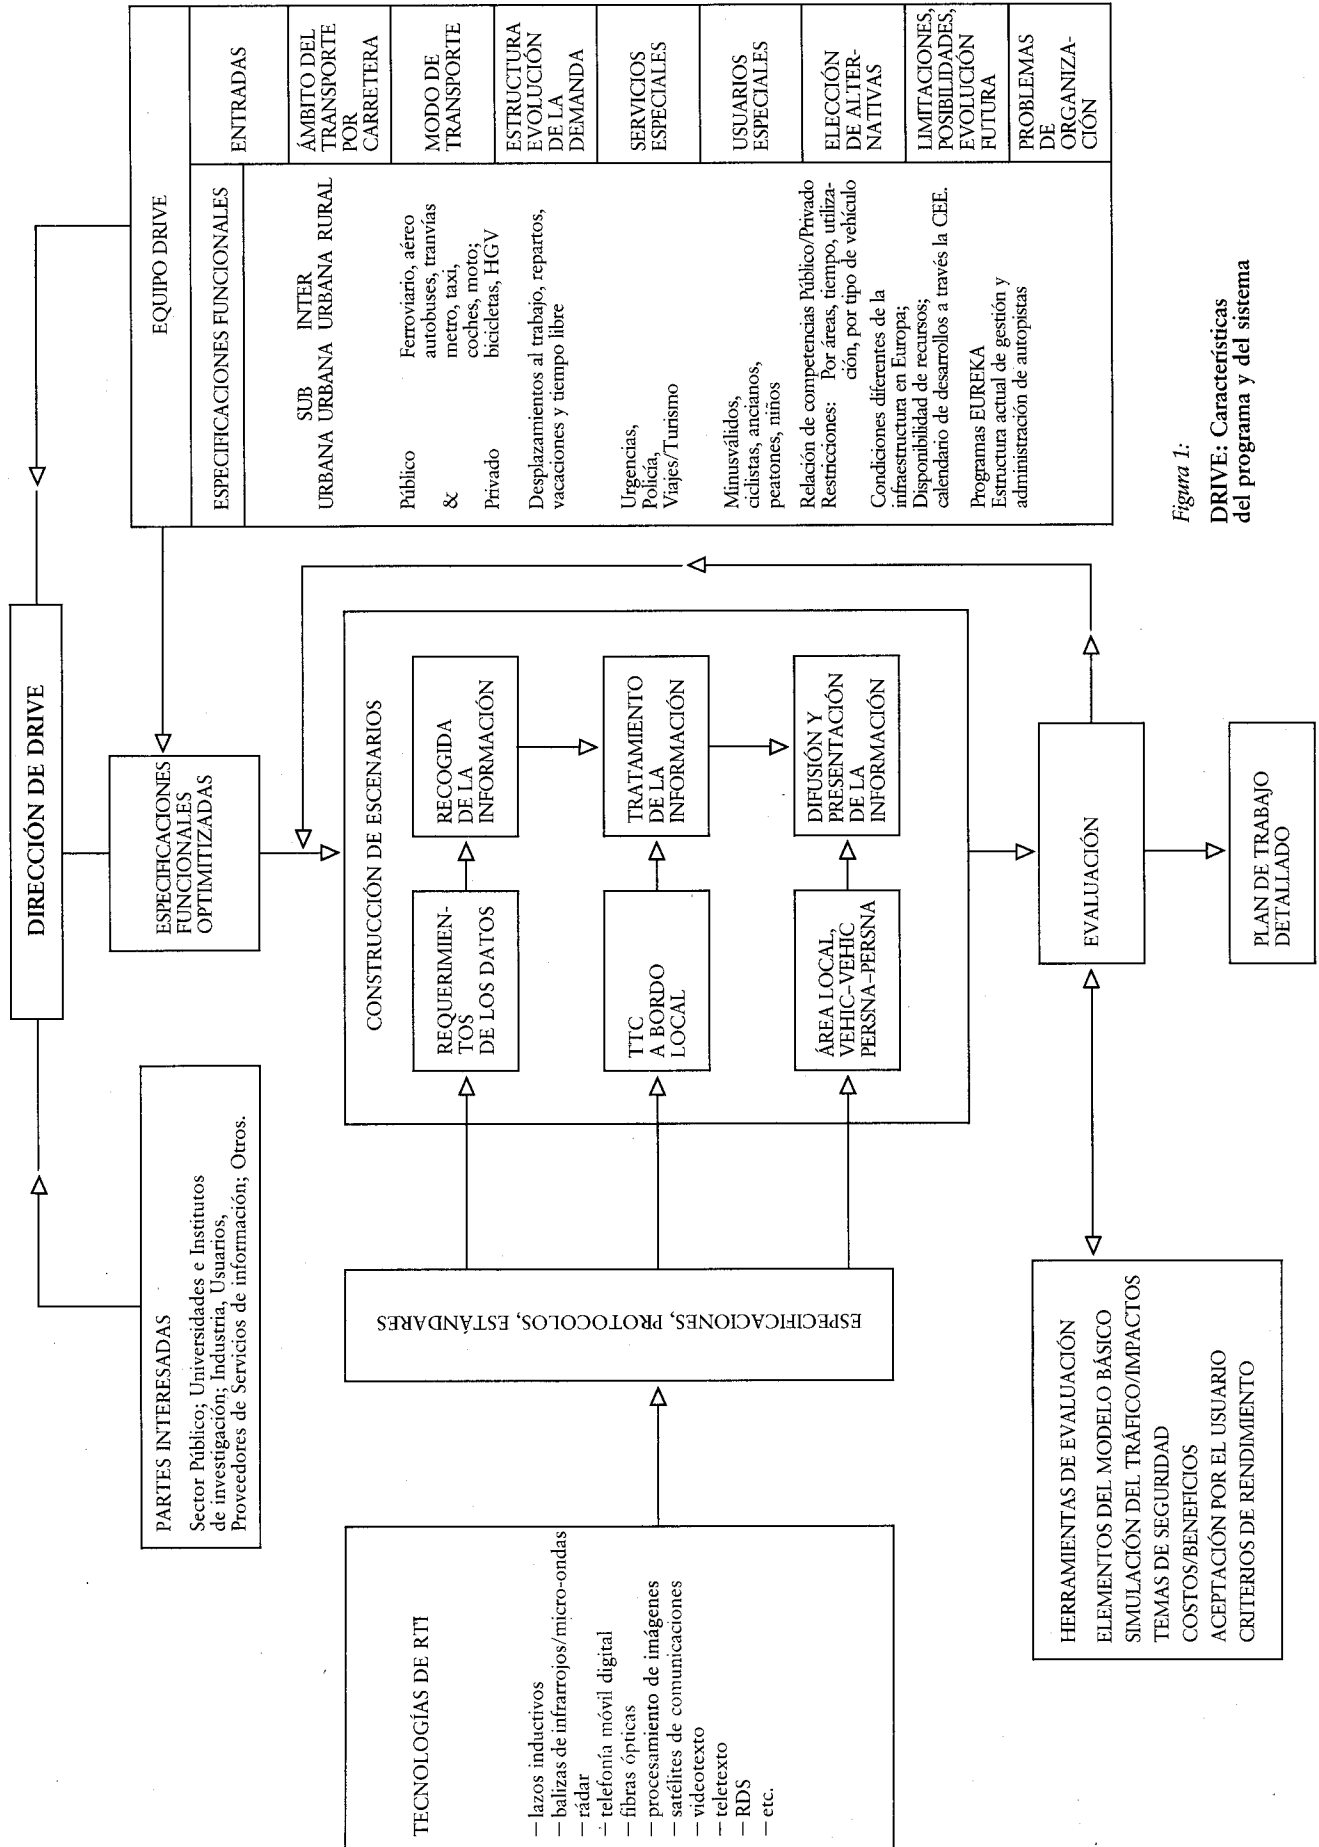 DIRECCIÓN DE DRIVE
PARTES INTERESADAS
Sector Público; Universidades e Institutos
de investigación; Industria, Usuarios,
Proveedores de Servicios de información; Otros.
ESPECIFICACIONES
FUNCIONALES
OPTIMITIZADAS
EQUIPO DRIVE
ESPECIFICACIONES FUNCIONALES
ENTRADAS
SUB INTER
URBANA URBANA URBANA RURAL
ÁMBITO DEL
TRANSPORTE
POR
CARRETERA
Público
&
Privado
Ferroviario, aéreo
autobuses, tranvías
metro, taxi,
coches, moto;
bicicletas, HGV
MODO DE
TRANSPORTE
Desplazamientos al trabajo, repartos,
vacaciones y tiempo libre
ESTRUCTURA
EVOLUCIÓN
DE LA
DEMANDA
Urgencias,
Policía,
Viajes/Turismo
SERVICIOS
ESPECIALES
Minusválidos,
ciclistas, ancianos,
peatones, niños
USUARIOS
ESPECIALES
Relación de competencias Público/Privado
Restricciones: Por áreas, tiempo, utiliza-
ción, por tipo de vehículo
ELECCIÓN
DE ALTER-
NATIVAS
Condiciones diferentes de la
infraestructura en Europa;
Disponibilidad de recursos;
calendario de desarrollos a través la CEE.
LIMITACIONES,
POSIBILIDADES,
EVOLUCIÓN
FUTURA
Programas EUREKA
Estructura actual de gestión y
administración de autopistas
PROBLEMAS
DE
ORGANIZA-
CIÓN
TECNOLOGÍAS DE RTI
– lazos inductivos
– balizas de infrarrojos/micro-ondas
– rádar
– telefonía móvil digital
– fibras ópticas
– procesamiento de imágenes
– satélites de comunicaciones
– videotexto
– teletexto
– RDS
– etc.
ESPECIFICACIONES, PROTOCOLOS, ESTÁNDARES
CONSTRUCCIÓN DE ESCENARIOS
REQUERIMIEN-
TOS
DE LOS DATOS
RECOGIDA
DE LA
INFORMACIÓN
TTC
A BORDO
LOCAL
TRATAMIENTO
DE LA
INFORMACIÓN
ÁREA LOCAL,
VEHIC–VEHIC
PERSNA–PERSNA
DIFUSIÓN Y
PRESENTACIÓN
DE LA
INFORMACIÓN
HERRAMIENTAS DE EVALUACIÓN
ELEMENTOS DEL MODELO BÁSICO
SIMULACIÓN DEL TRÁFICO/IMPACTOS
TEMAS DE SEGURIDAD
COSTOS/BENEFICIOS
ACEPTACIÓN POR EL USUARIO
CRITERIOS DE RENDIMIENTO
EVALUACIÓN
PLAN DE TRABAJO
DETALLADO
Figura 1:
DRIVE: Características
del programa y del sistema